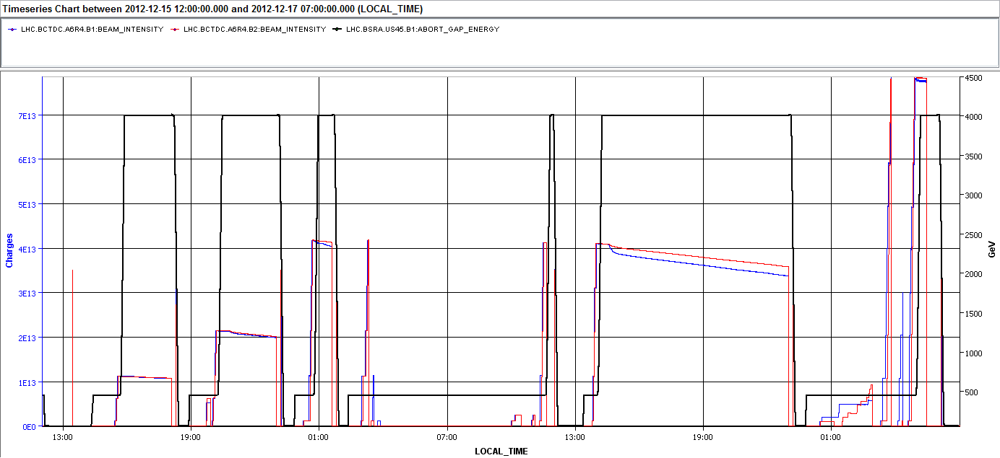 Timeseries Chart between 2012-12-15 12:00:00.000 and 2012-12-17 07:00:00.000 (LOCAL_TIME)
LHC.BCTDC.A6R4.B1:BEAM_INTENSITY LHC.BCTDC.A6R4.B2:BEAM_INTENSITY LHC.BSRA.US45.B1:ABORT_GAP_ENERGY
Charges
7E13
6E13
5E13
4E13
3E13
2E13
1E13
0E0
4500
4000
3500
3000
2500
2000
1500
1000
500
GeV
13:00 19:00 01:00 07:00 13:00 19:00 01:00
LOCAL_TIME